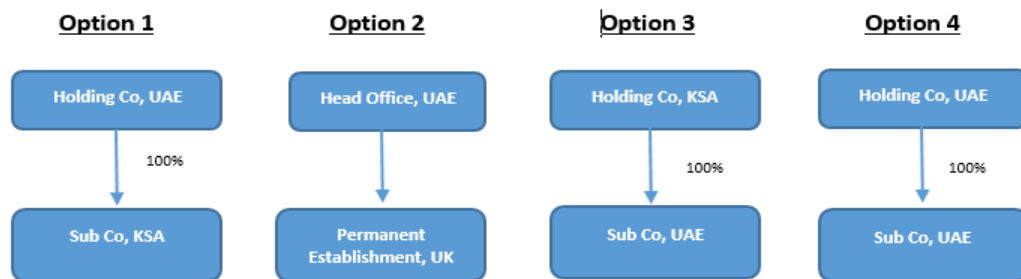 Option 1
Option 2
Option 3
Option 4
Holding Co, UAE
Head Office, UAE
Holding Co, KSA
Holding Co, UAE
100%
100%
100%
Sub Co, KSA
Permanent
Establishment, UK
Sub Co, UAE
Sub Co, UAE